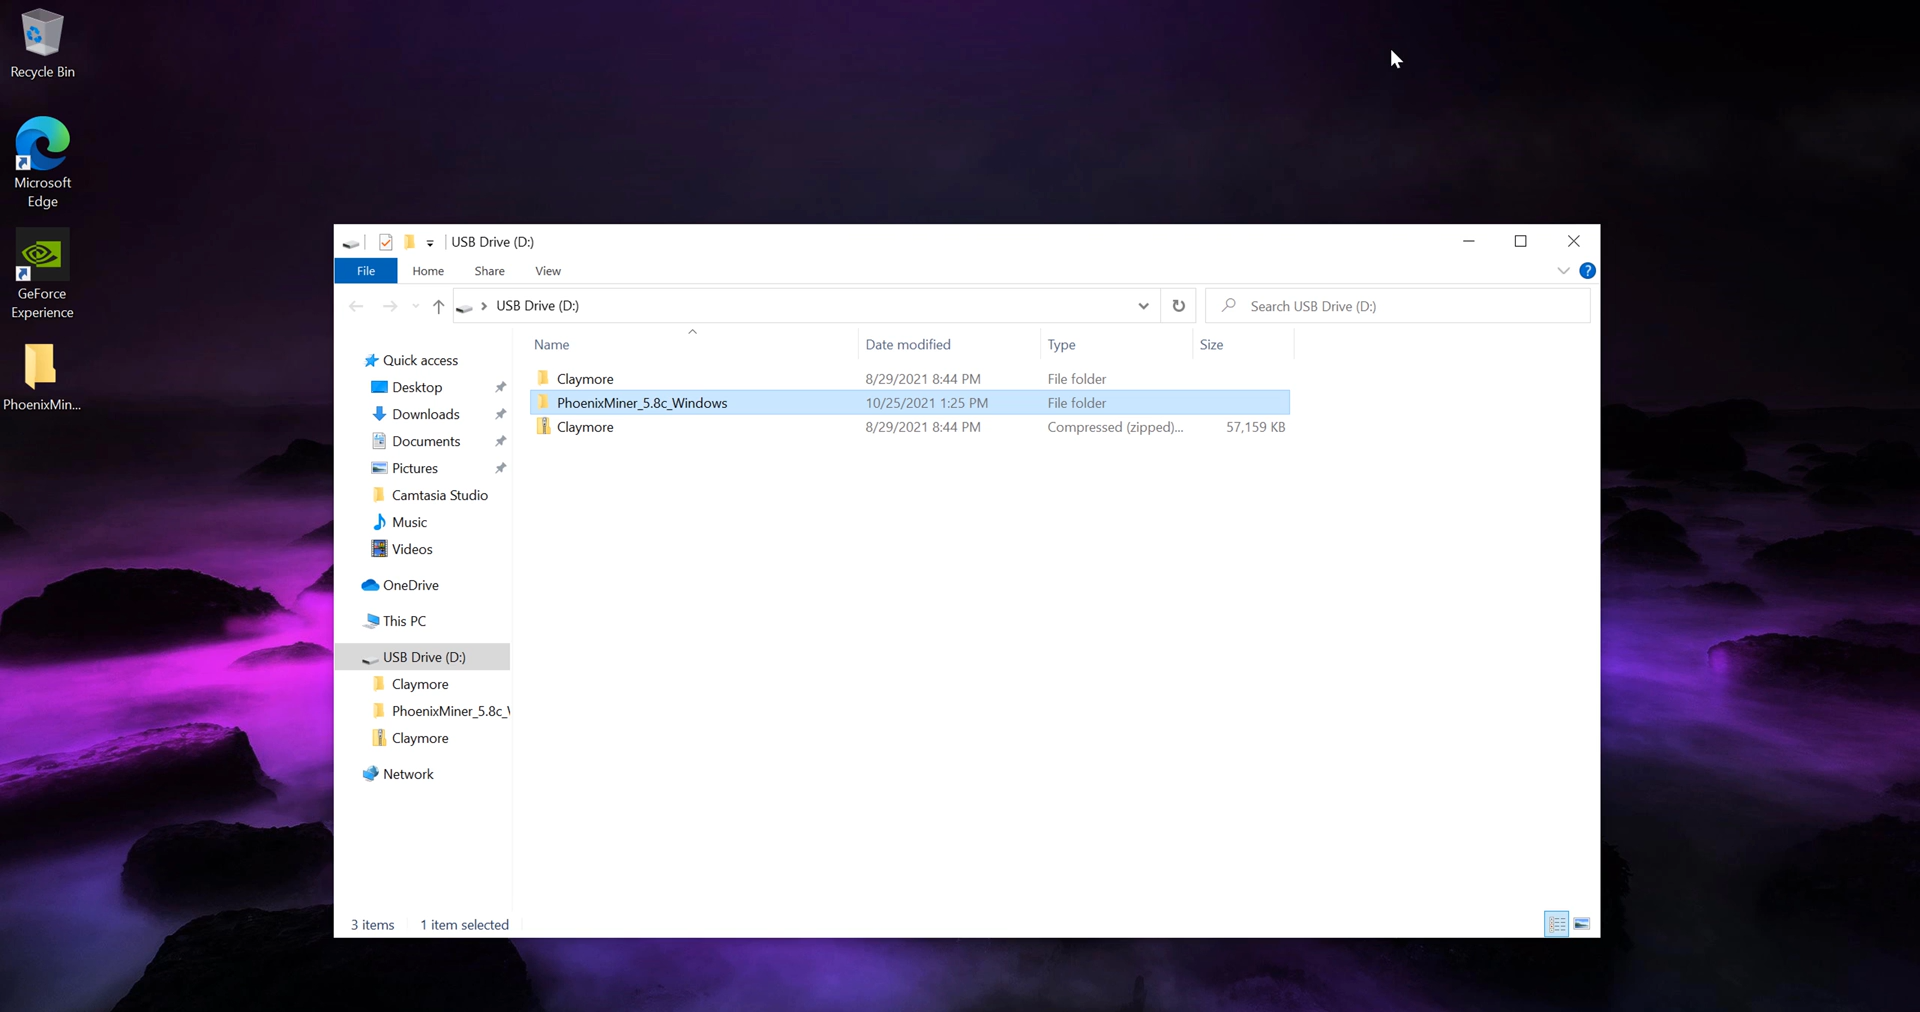 Recycle Bin
Microsoft
Edge
GeForce
Experience
PhoenixMin...
USB Drive (D:)
File Home Share View
USB Drive (D:)
Search USB Drive (D:)
Name Date modified Type Size
Claymore 8/29/2021 8:44 PM File folder
PhoenixMiner_5.8c_Windows 10/25/2021 1:25 PM File folder
Claymore 8/29/2021 8:44 PM Compressed (zipped)... 57,159 KB
Quick access
Desktop
Downloads
Documents
Pictures
Camtasia Studio
Music
Videos
OneDrive
This PC
USB Drive (D:)
Claymore
PhoenixMiner_5.8c_
Claymore
Network
3 items 1 item selected